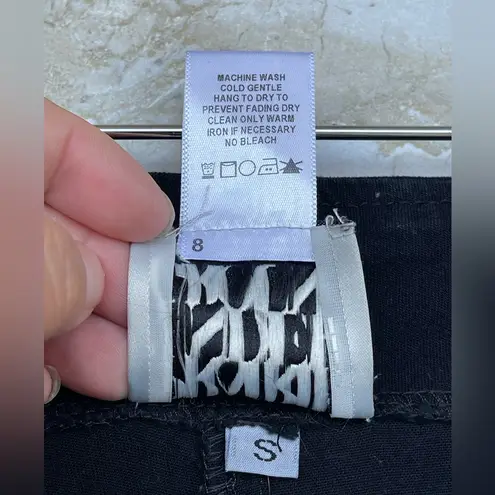 MACHINE WASH
COLD GENTLE
HANG TO DRY TO
PREVENT FADING DRY
CLEAN ONLY WARM
IRON IF NECESSARY
NO BLEACH
8
S